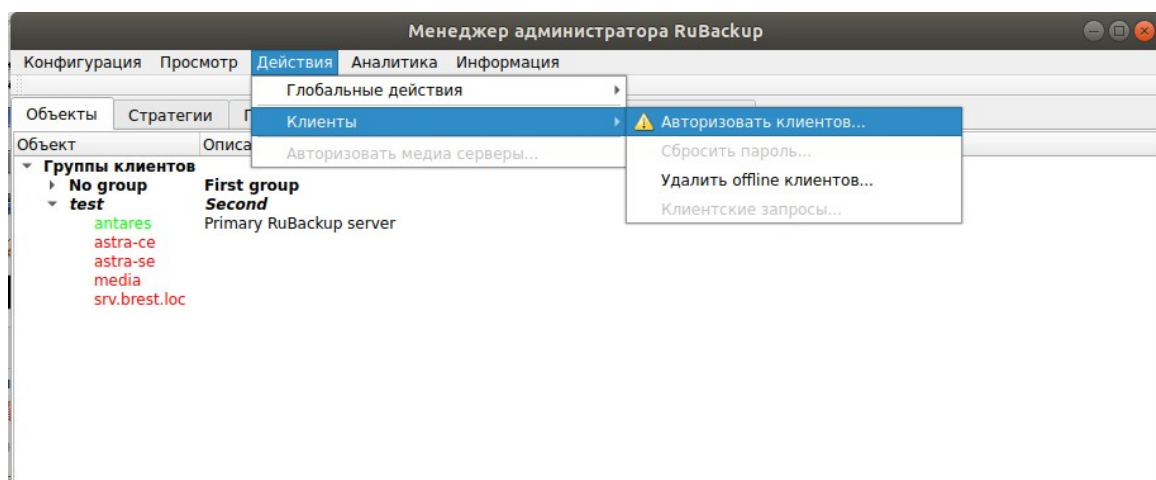 Менеджер администратора RuBackup
Конфигурация Просмотр Действия Аналитика Информация
Глобальные действия
Объекты Стратегии
Клиенты Авторизовать клиентов...
Объект
Авторизовать медиа серверы... Сбросить пароль...
Группы клиентов
No group First group Удалить offline клиентов...
test Second
Клиентские запросы...
antares Primary RuBackup server
astra-ce
astra-se
media
srv.brest.loc